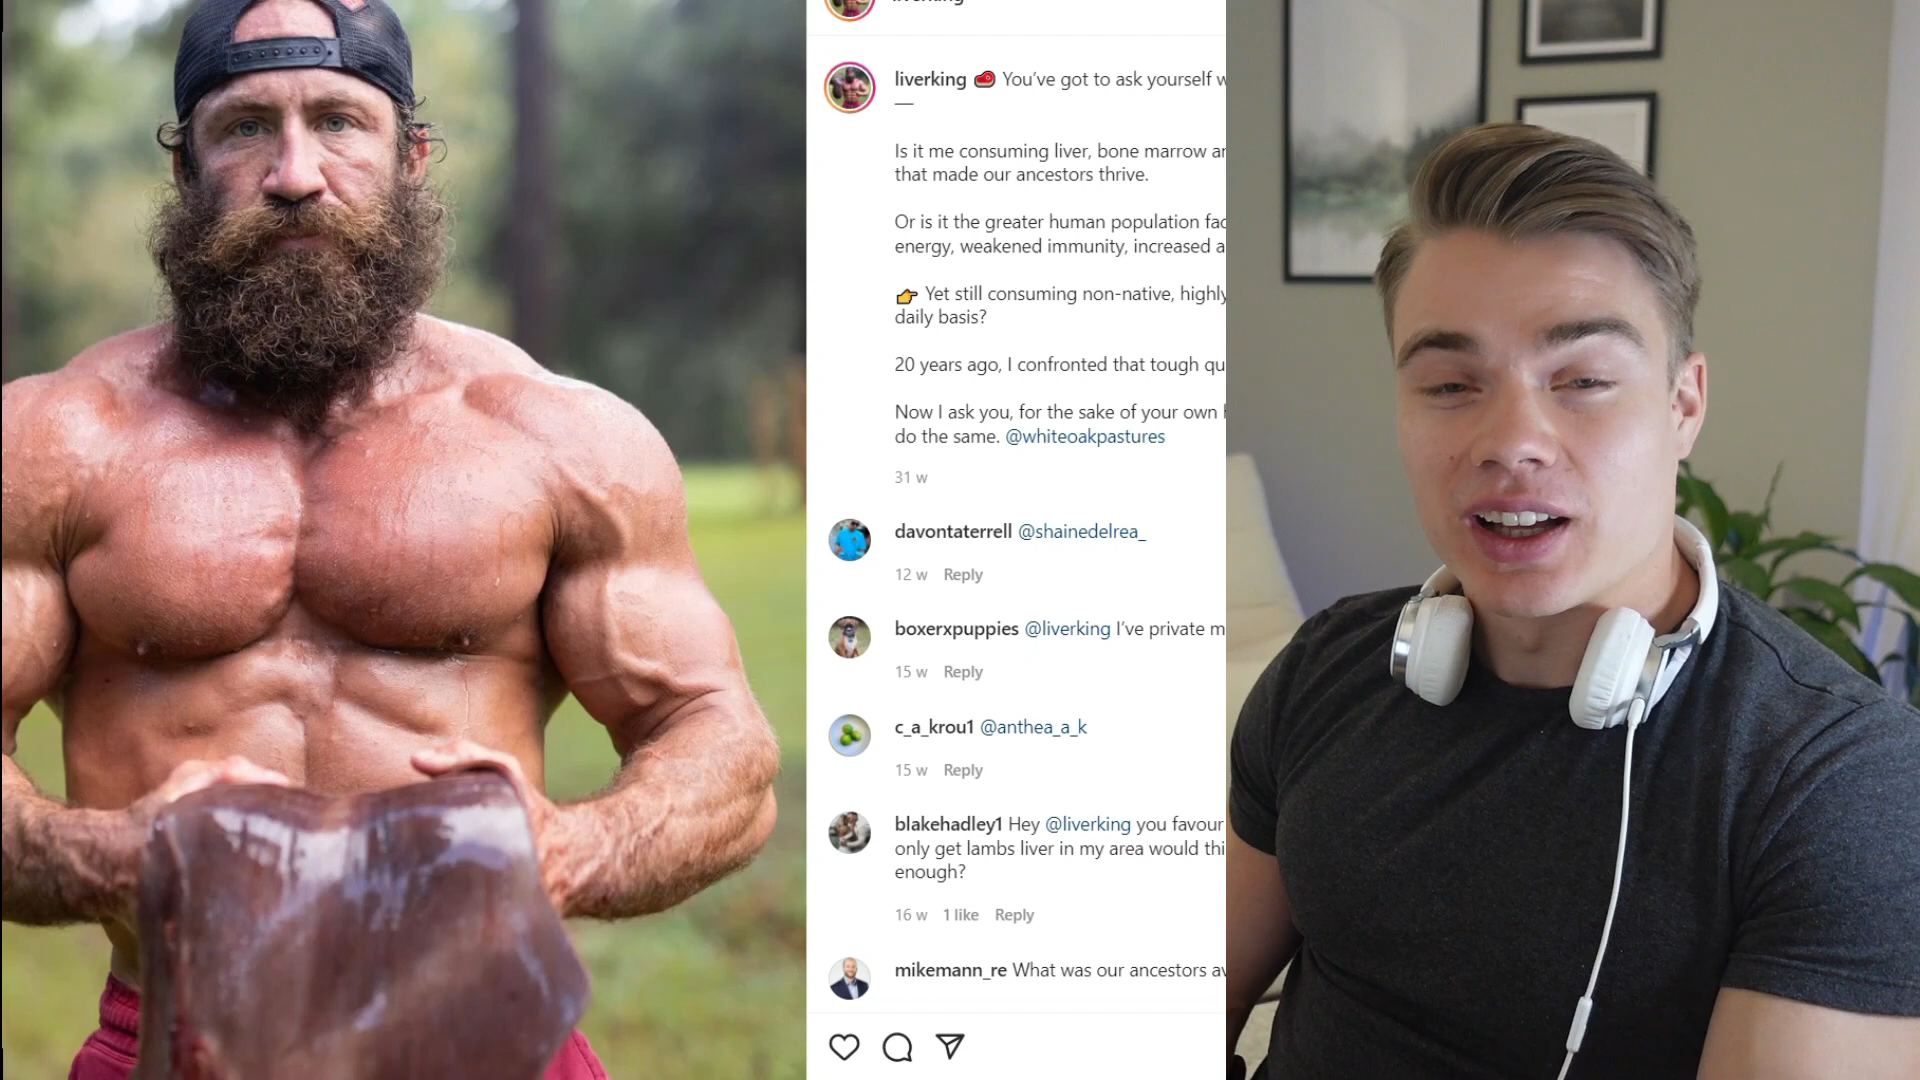 liverking
liverking 🥩 You've got to ask yourself w
—
Is it me consuming liver, bone marrow ar
that made our ancestors thrive.
Or is it the greater human population fac
energy, weakened immunity, increased a
👉 Yet still consuming non-native, highly
daily basis?
20 years ago, I confronted that tough qu
Now I ask you, for the sake of your own h
do the same. @whiteoakpastures
31 w
davontaterrell @shainedelrea_
12 w Reply
boxerxpuppies @liverking I've private m
15 w Reply
c_a_krou1 @anthea_a_k
15 w Reply
blakehadley1 Hey @liverking you favour
only get lambs liver in my area would thi
enough?
16 w 1 like Reply
mikemann_re What was our ancestors av